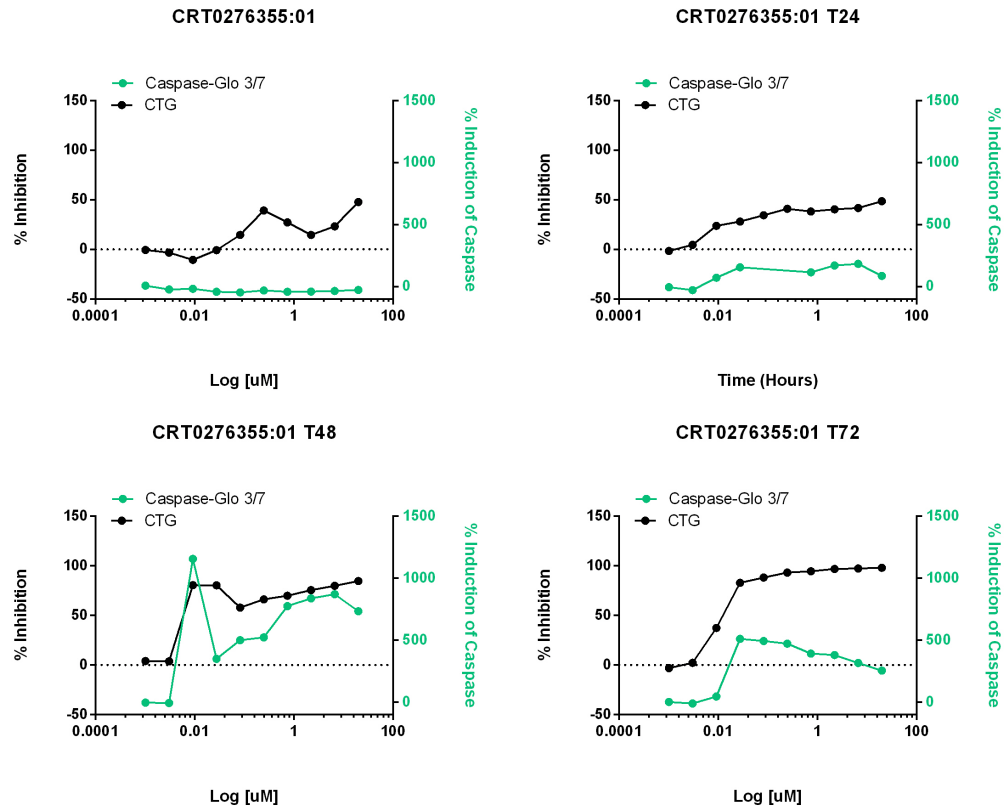 CRT0276355:01
Caspase-Glo 3/7
CTG
150
100
50
0
-50
% Inhibition
1500
1000
500
0
% Induction of Caspase
0.0001
0.01
1
100
Log [uM]
CRT0276355:01 T24
Caspase-Glo 3/7
CTG
150
100
50
0
-50
% Inhibition
1500
1000
500
0
% Induction of Caspase
0.0001
0.01
1
100
Time (Hours)
CRT0276355:01 T48
Caspase-Glo 3/7
CTG
150
100
50
0
-50
% Inhibition
1500
1000
500
0
% Induction of Caspase
0.0001
0.01
1
100
Log [uM]
CRT0276355:01 T72
Caspase-Glo 3/7
CTG
150
100
50
0
-50
% Inhibition
1500
1000
500
0
% Induction of Caspase
0.0001
0.01
1
100
Log [uM]